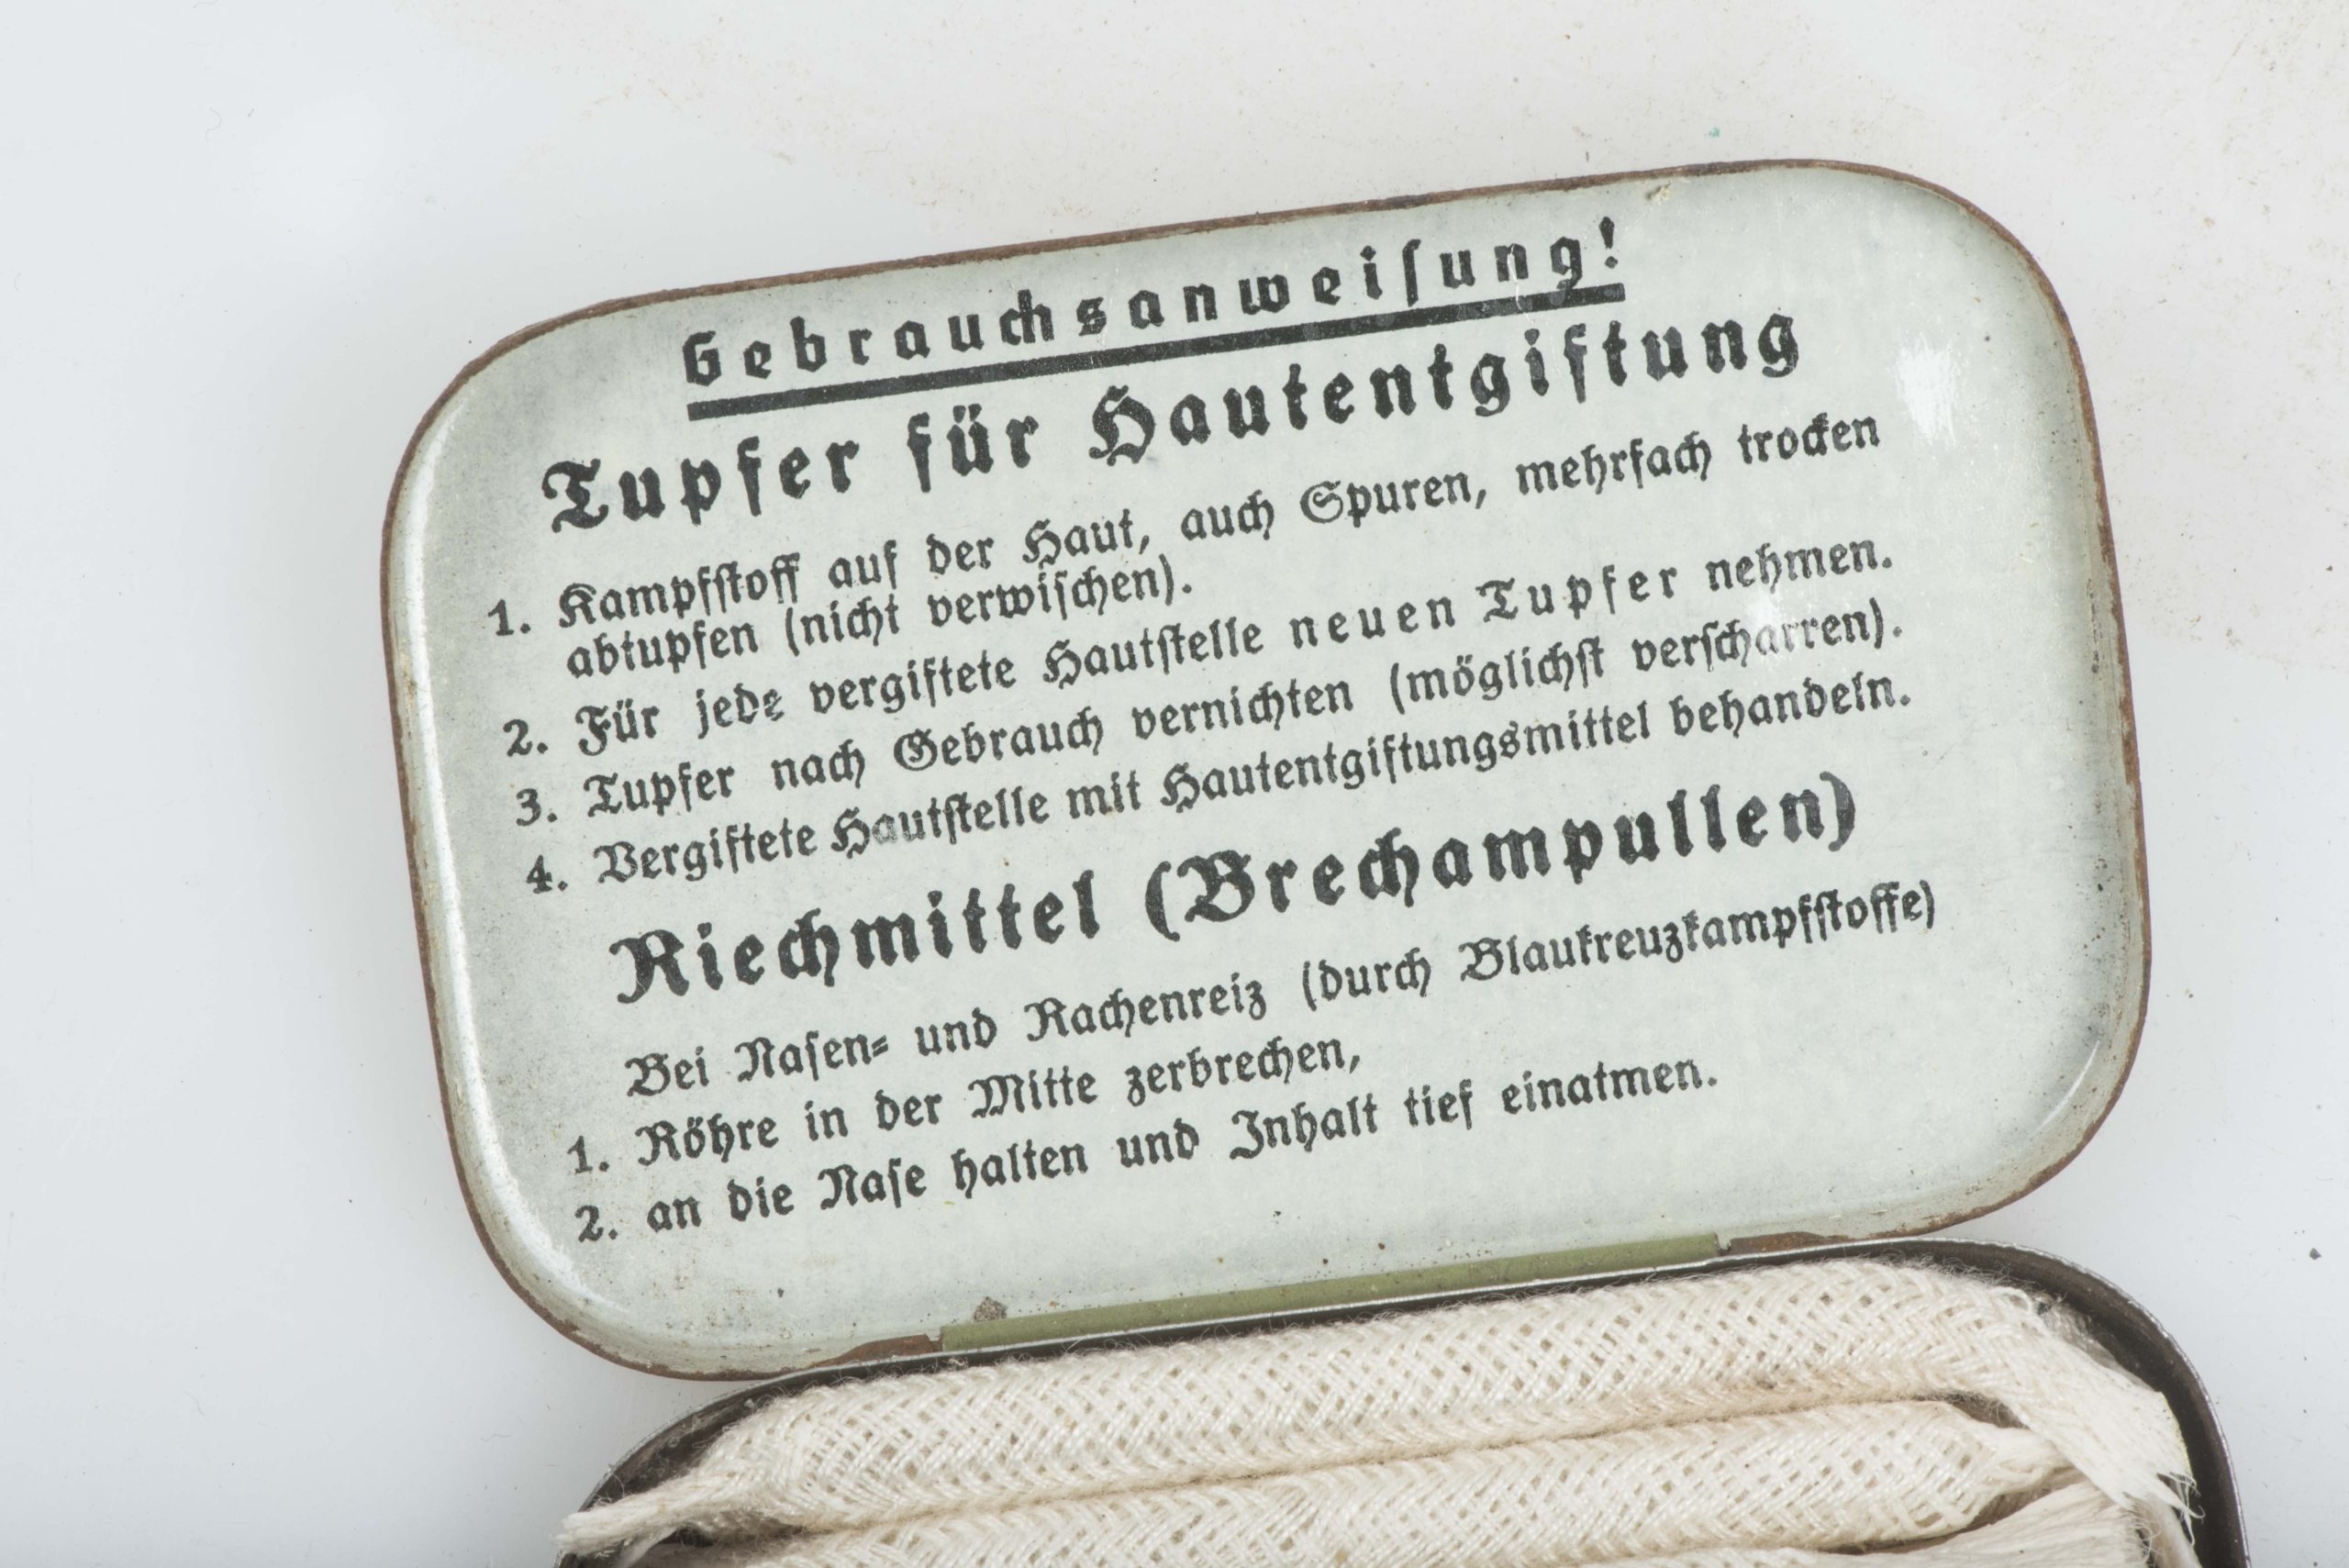 Gebrauchsanweiſung!
Tupfer für Hautentgiftung
1. Kampfſtoff auf der Haut, auch Spuren, mehrfach trocken
abtupfen (nicht verwiſchen).
2. Für jede vergiftete Hautſtelle neuen Tupfer nehmen.
3. Tupfer nach Gebrauch vernichten (möglichſt verſcharren).
4. Vergiftete Hautſtelle mit Hautentgiftungsmittel behandeln.
Riechmittel (Brechampullen)
Bei Naſen- und Rachenreiz (durch Blaukreuzkampfſtoffe)
1. Röhre in der Mitte zerbrechen,
2. an die Naſe halten und Inhalt tief einatmen.